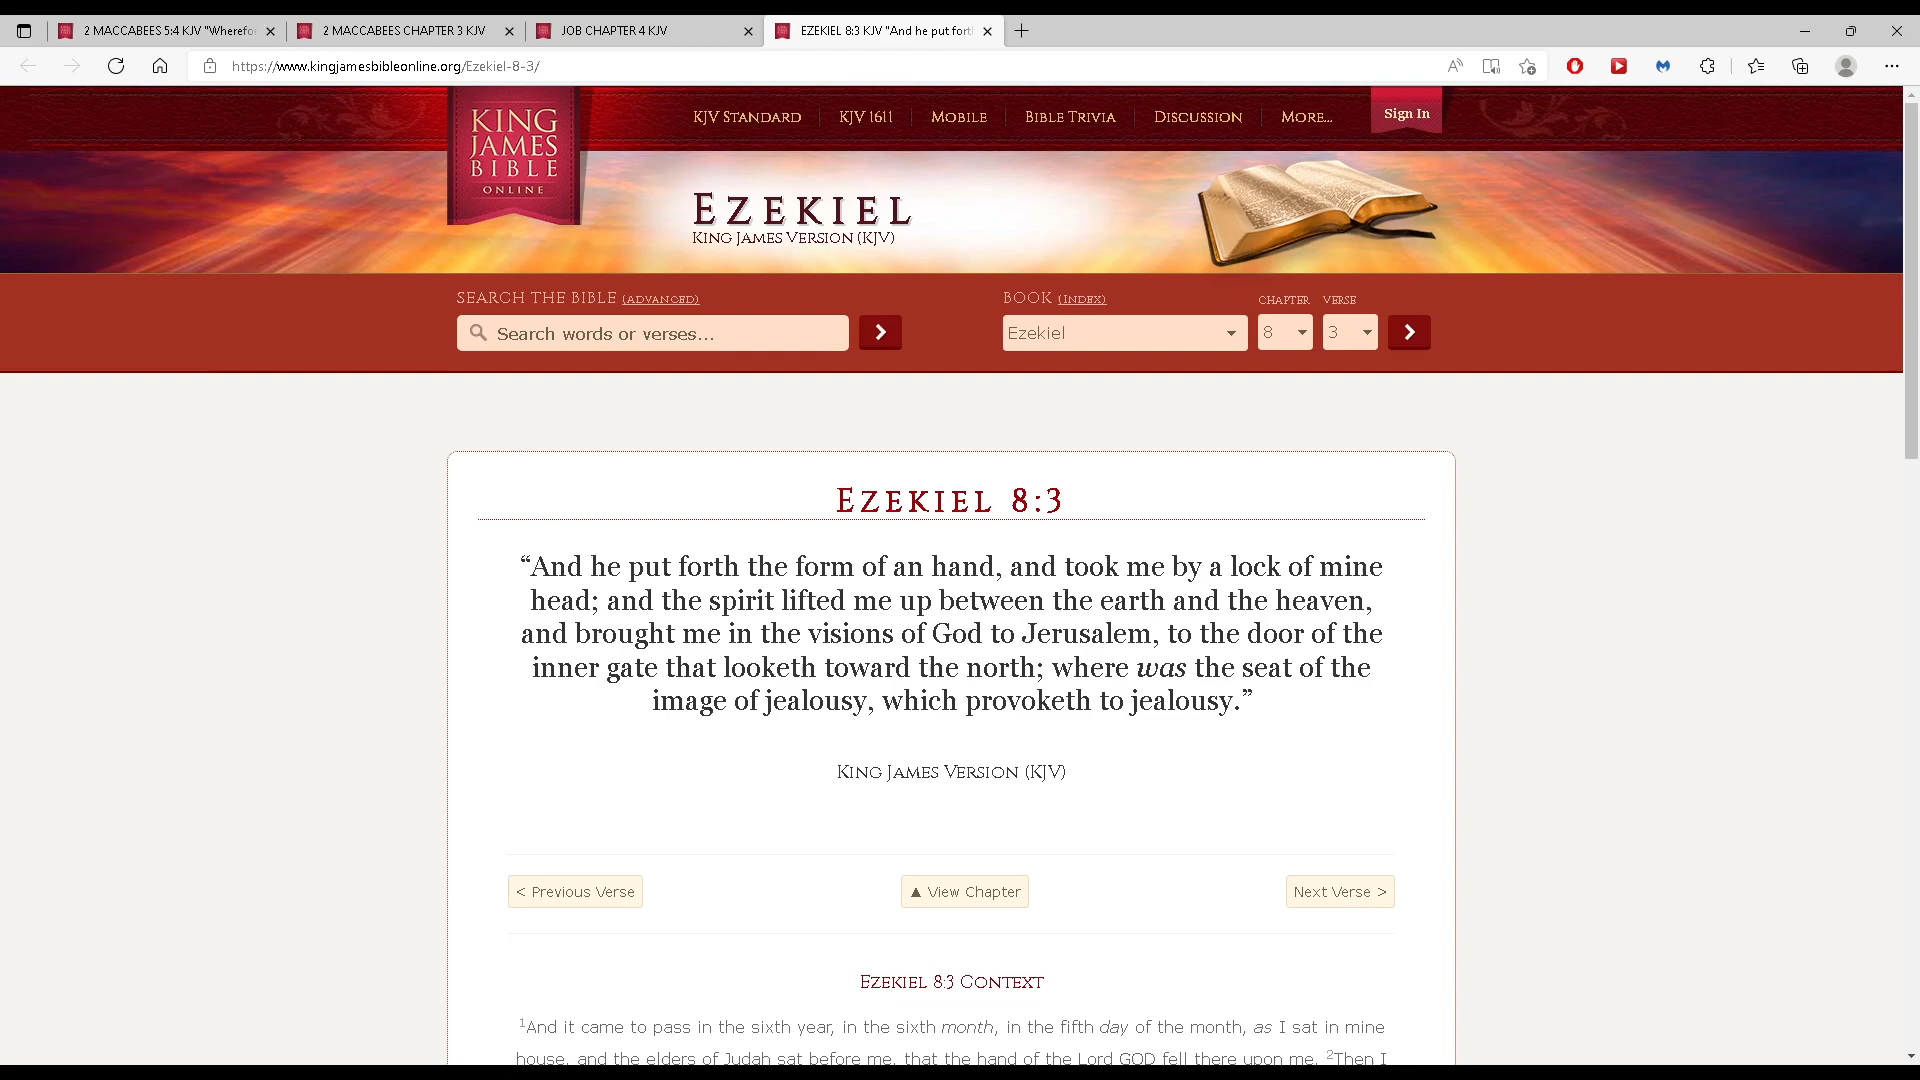 2 MACCABEES 5:4 KJV "Wherefor
2 MACCABEES CHAPTER 3 KJV
JOB CHAPTER 4 KJV
EZEKIEL 8:3 KJV "And he put fort
https://www.kingjamesbibleonline.org/Ezekiel-8-3/
KING
JAMES
BIBLE
ONLINE
KJV Standard
KJV 1611
Mobile
Bible Trivia
Discussion
More...
Sign In
Ezekiel
King James Version (KJV)
SEARCH THE BIBLE (ADVANCED)
Search words or verses...
BOOK (Index)
Ezekiel
CHAPTER
8
VERSE
3
Ezekiel 8:3
“And he put forth the form of an hand, and took me by a lock of mine
head; and the spirit lifted me up between the earth and the heaven,
and brought me in the visions of God to Jerusalem, to the door of the
inner gate that looketh toward the north; where was the seat of the
image of jealousy, which provoketh to jealousy.”
King James Version (KJV)
< Previous Verse
▲ View Chapter
Next Verse >
Ezekiel 8:3 Context
1And it came to pass in the sixth year, in the sixth month, in the fifth day of the month, as I sat in mine
house, and the elders of Judah sat before me, that the hand of the Lord GOD fell there upon me. 2Then I